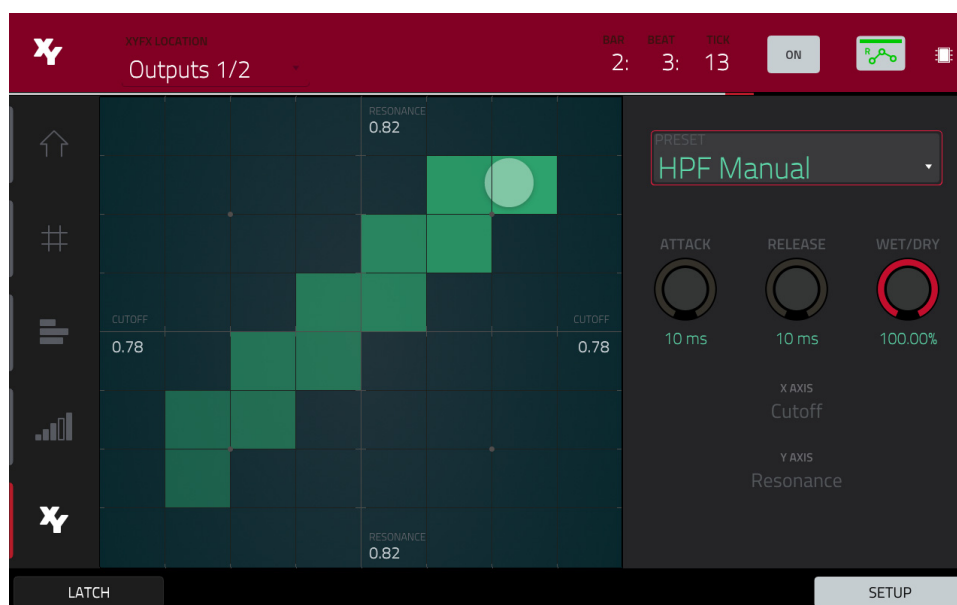 XY
XYFX LOCATION
Outputs 1/2
BAR BEAT TICK
2: 3: 13
ON
R
RESONANCE
0.82
CUTOFF
0.78
CUTOFF
0.78
RESONANCE
0.82
PRESET
HPF Manual
ATTACK RELEASE WET/DRY
10 ms 10 ms 100.00%
X AXIS
Cutoff
Y AXIS
Resonance
XY
LATCH
SETUP